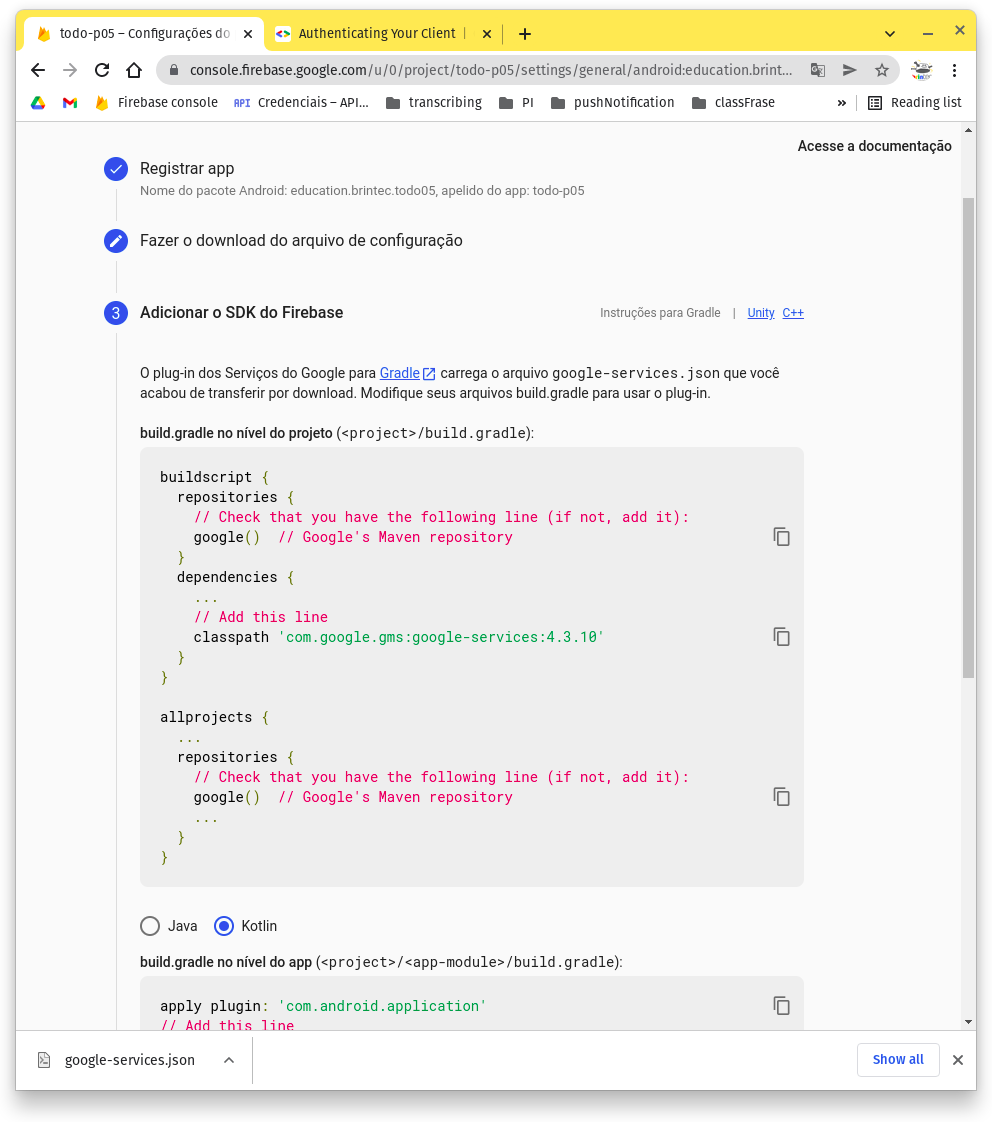 todo-p05 – Configurações do
Authenticating Your Client
console.firebase.google.com/u/0/project/todo-p05/settings/general/android:education.brint...
Firebase console
API
Credenciais – API...
transcribing
PI
pushNotification
classFrase
»
Reading list
Acesse a documentação
Registrar app
Nome do pacote Android: education.brintec.todo05, apelido do app: todo-p05
Fazer o download do arquivo de configuração
3
Adicionar o SDK do Firebase
Instruções para Gradle | Unity C++
O plug-in dos Serviços do Google para Gradle carrega o arquivo google-services.json que você
acabou de transferir por download. Modifique seus arquivos build.gradle para usar o plug-in.
build.gradle no nível do projeto (<project>/build.gradle):
buildscript {
repositories {
// Check that you have the following line (if not, add it):
google() // Google's Maven repository
}
dependencies {
...
// Add this line
classpath 'com.google.gms:google-services:4.3.10'
}
}
allprojects {
...
repositories {
// Check that you have the following line (if not, add it):
google() // Google's Maven repository
...
}
}
Java
Kotlin
build.gradle no nível do app (<project>/<app-module>/build.gradle):
apply plugin: 'com.android.application'
// Add this line
google-services.json
Show all